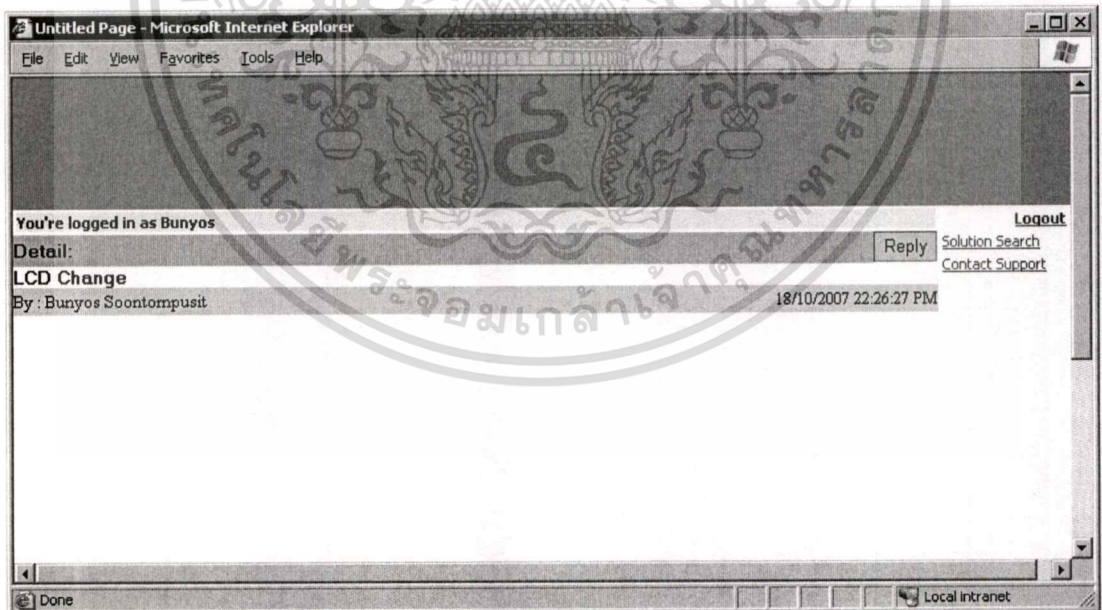 Untitled Page - Microsoft Internet Explorer
File Edit View Favorites Tools Help
You're logged in as Bunyos
Logout
Detail:
Reply
Solution Search
LCD Change
Contact Support
By : Bunyos Soontornpusit
18/10/2007 22:26:27 PM
Done
Local intranet